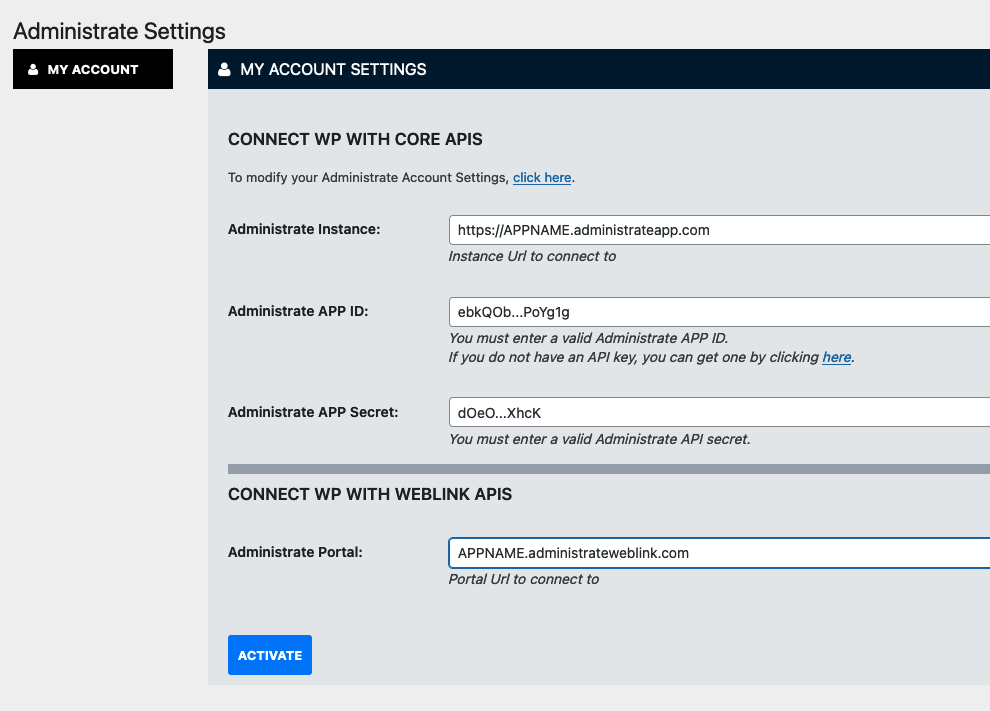 Administrate Settings
MY ACCOUNT
MY ACCOUNT SETTINGS
CONNECT WP WITH CORE APIS
To modify your Administrate Account Settings, click here.
Administrate Instance:
https://APPNAME.administrateapp.com
Instance Url to connect to
Administrate APP ID:
ebkQOb...PoYg1g
You must enter a valid Administrate APP ID.
If you do not have an API key, you can get one by clicking here.
Administrate APP Secret:
dOeO...XhcK
You must enter a valid Administrate API secret.
CONNECT WP WITH WEBLINK APIS
Administrate Portal:
APPNAME.administrateweblink.com
Portal Url to connect to
ACTIVATE